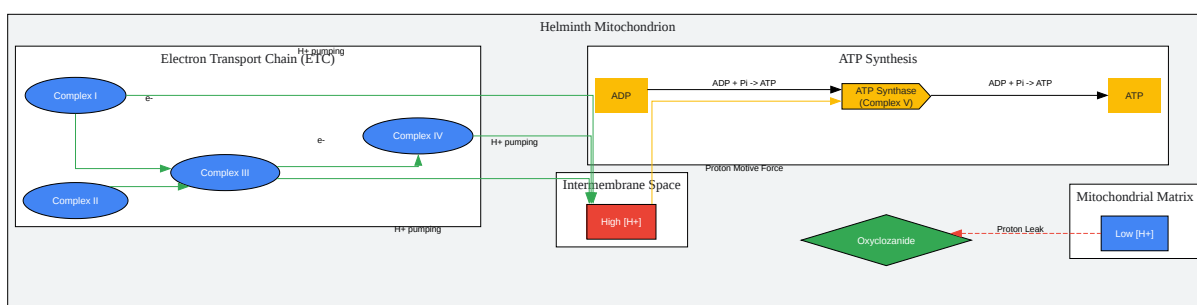 Helminth Mitochondrion
Electron Transport Chain (ETC)
H+ pumping
ATP Synthesis
Complex I
e-
ADP
ADP + Pi -> ATP
ATP Synthase
(Complex V)
ADP + Pi -> ATP
ATP
Complex IV
e-
H+ pumping
Complex III
Proton Motive Force
Complex II
Intermembrane Space
High [H+]
H+ pumping
Mitochondrial Matrix
Oxyclozanide
Proton Leak
Low [H+]